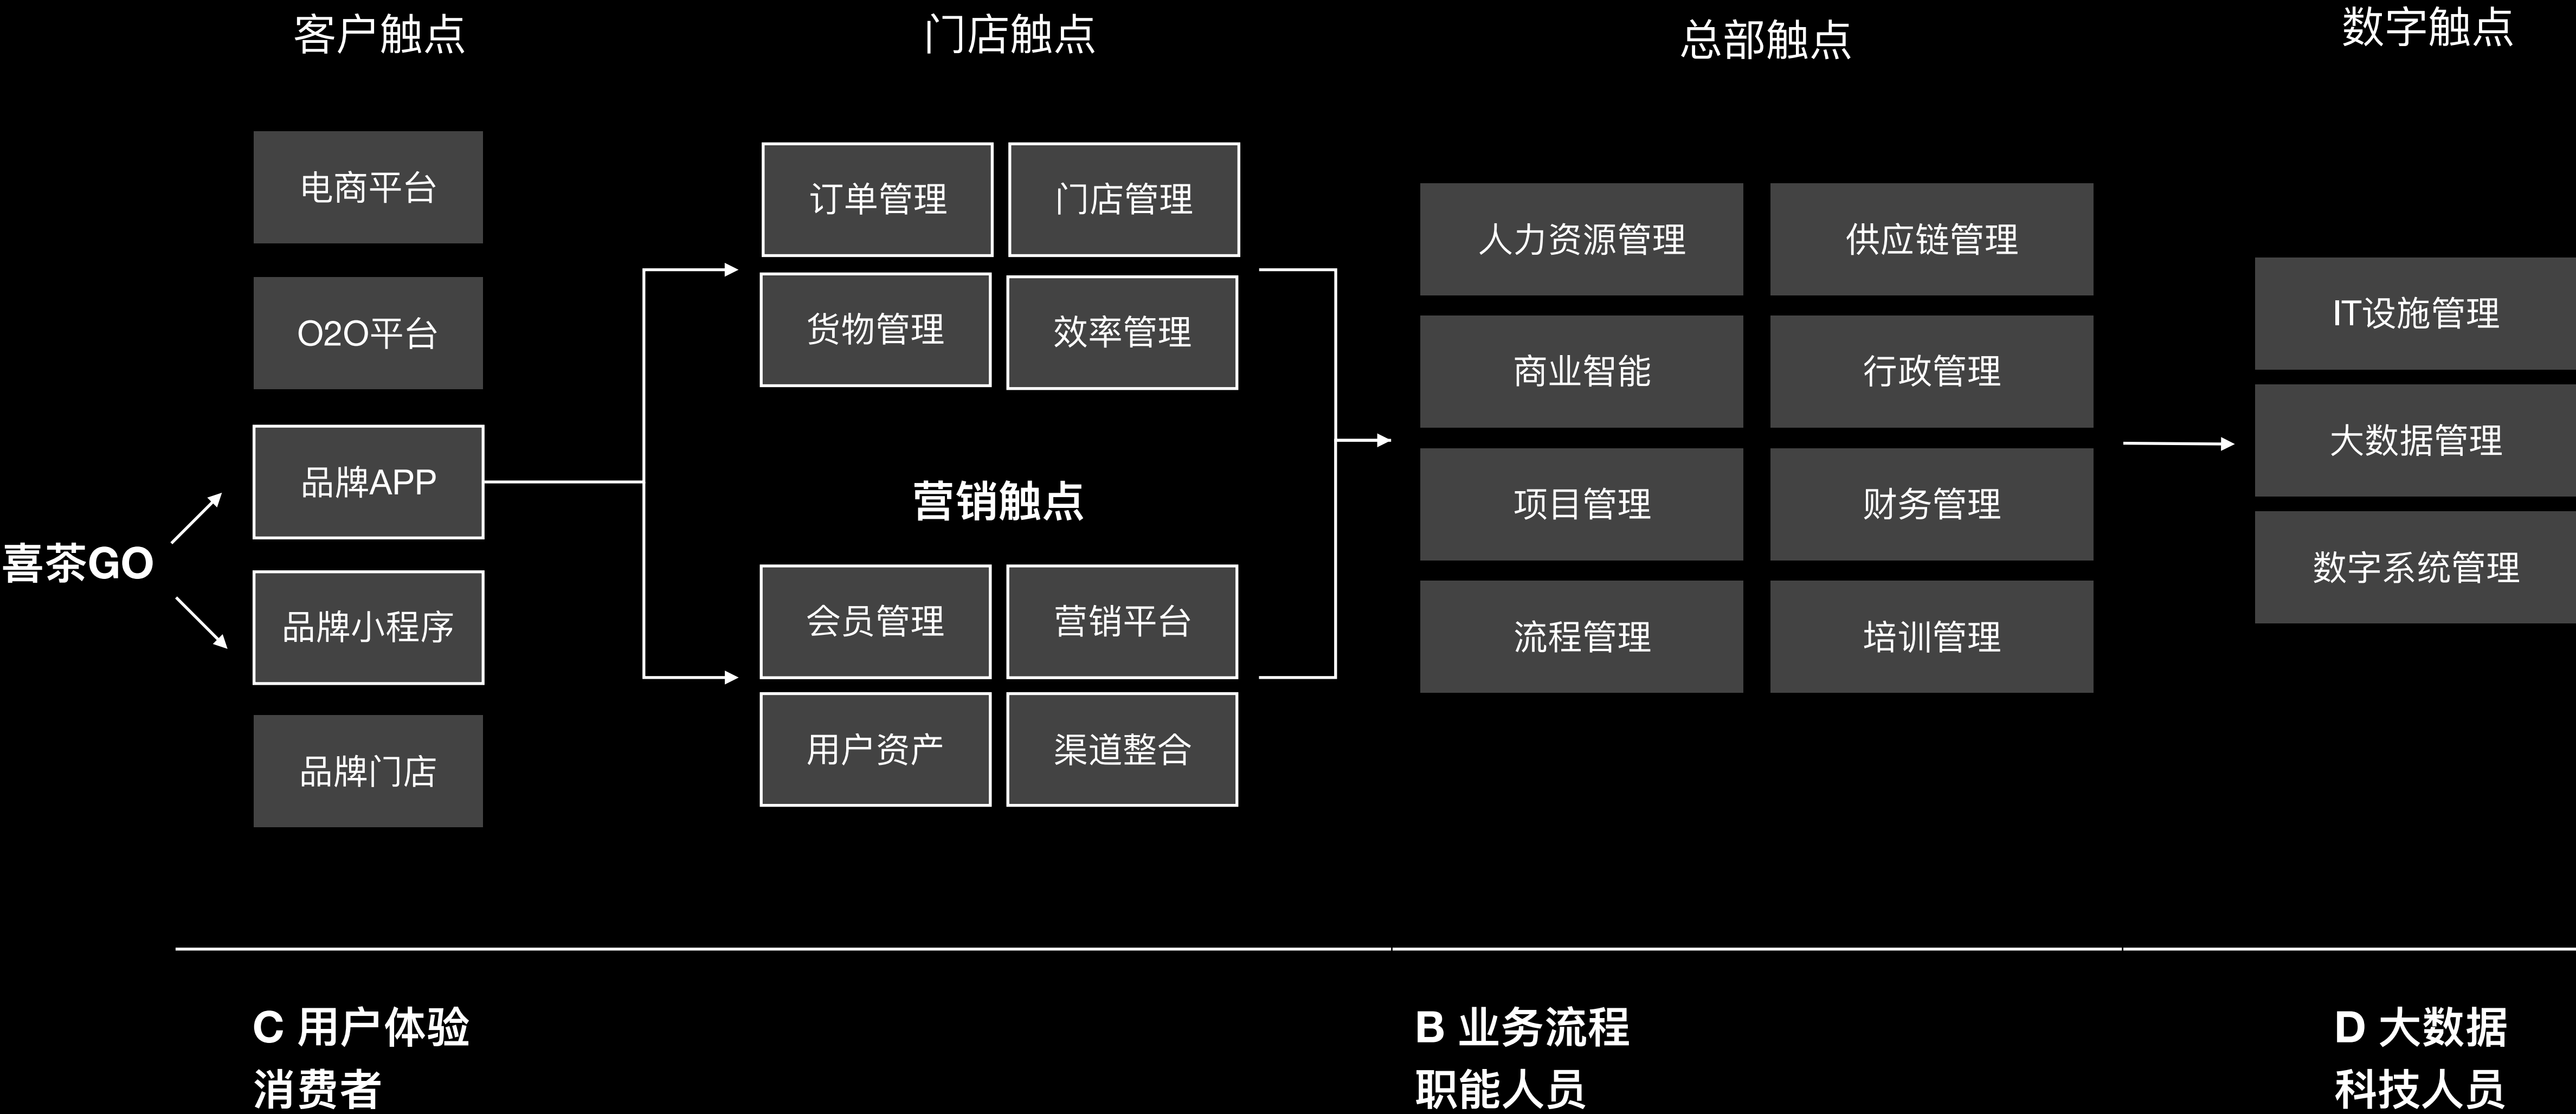 客户触点
门店触点
总部触点
数字触点
电商平台
O2O平台
品牌APP
品牌小程序
品牌门店
喜茶GO
订单管理
门店管理
货物管理
效率管理
营销触点
会员管理
营销平台
用户资产
渠道整合
人力资源管理
供应链管理
商业智能
行政管理
项目管理
财务管理
流程管理
培训管理
IT设施管理
大数据管理
数字系统管理
C 用户体验
消费者
B 业务流程
职能人员
D 大数据
科技人员